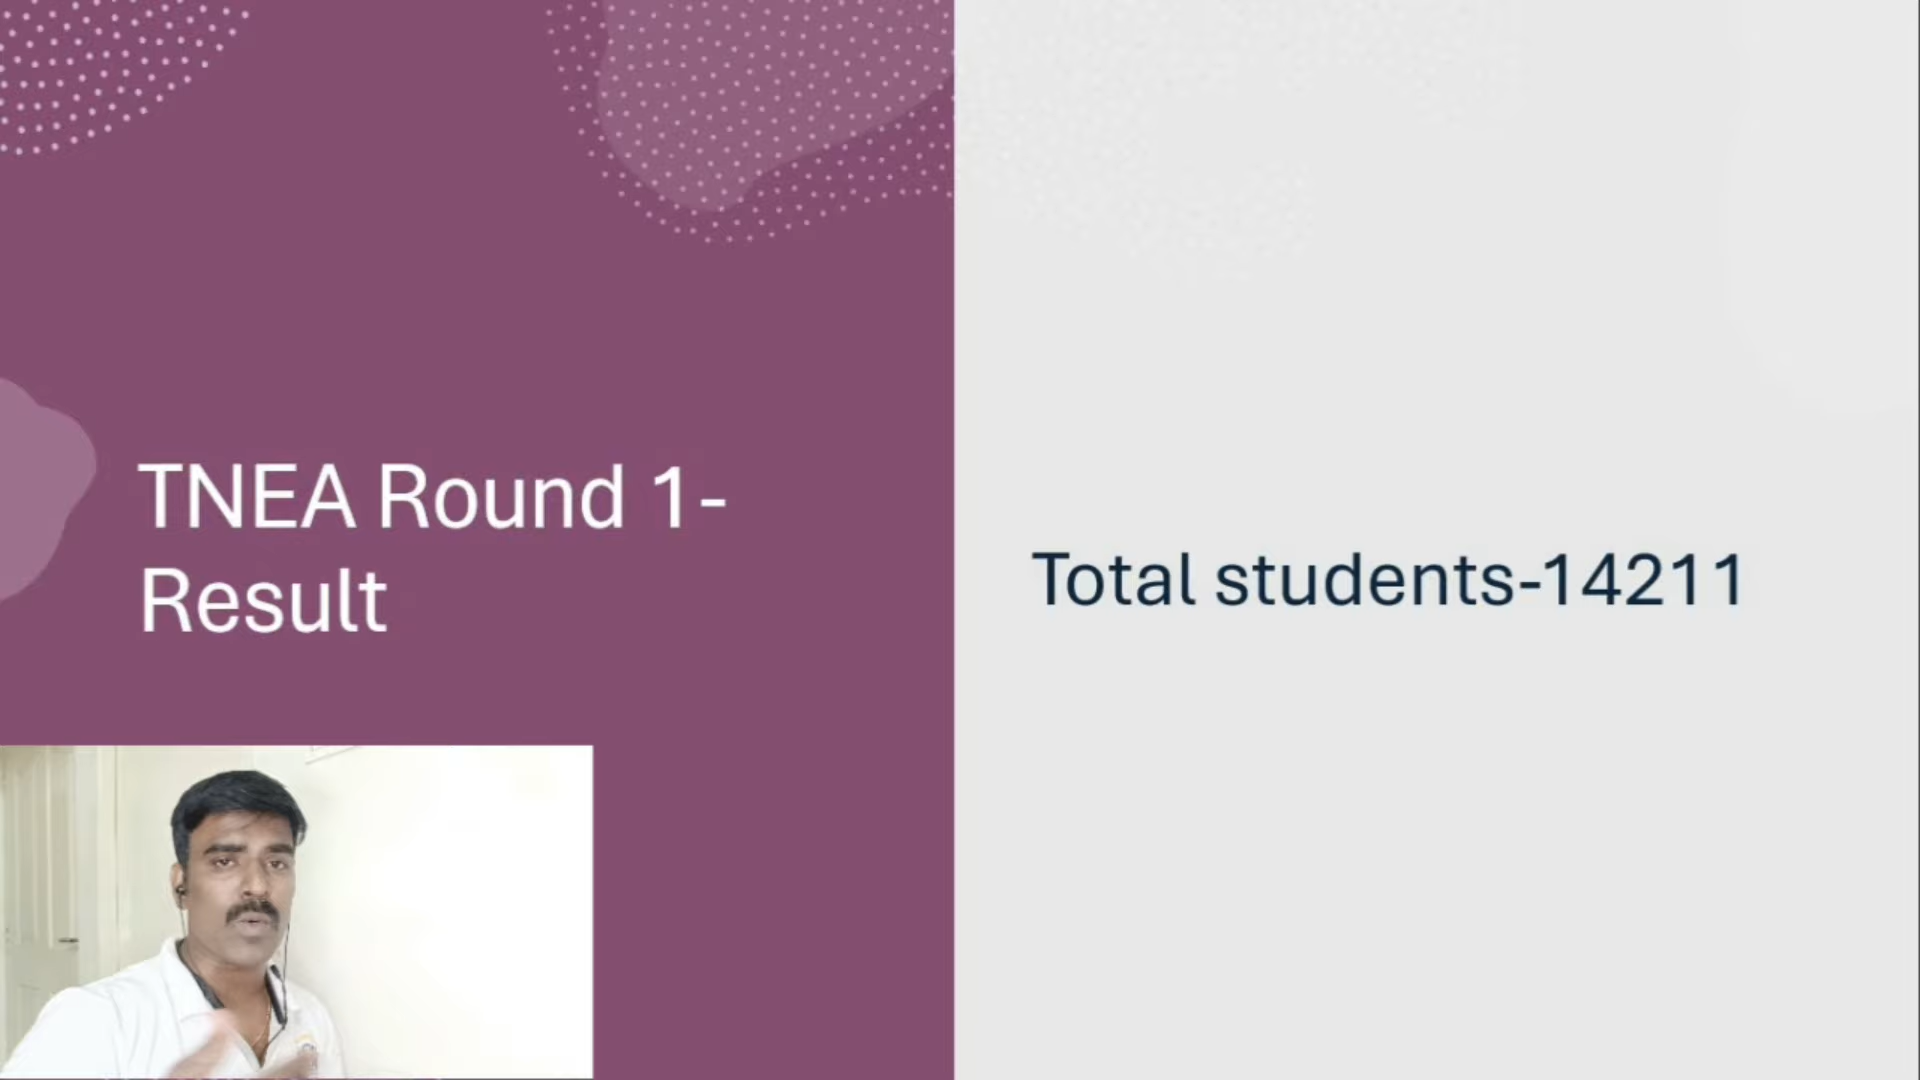 TNEA Round 1-
Result
Total students-14211